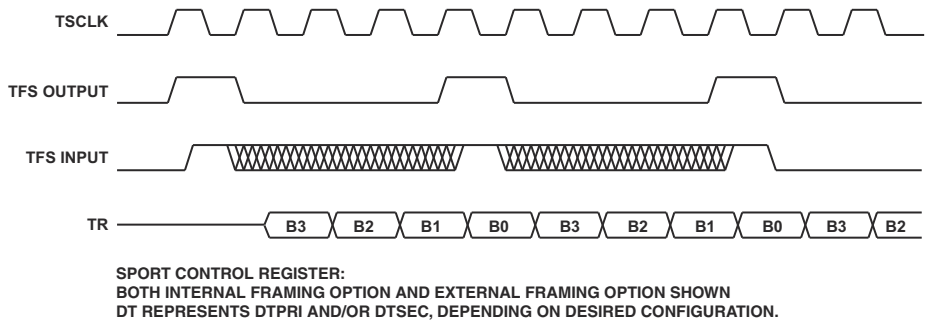 TSCLK
TFS OUTPUT
TFS INPUT
TR
B3 B2 B1 B0 B3 B2 B1 B0 B3 B2
SPORT CONTROL REGISTER:
BOTH INTERNAL FRAMING OPTION AND EXTERNAL FRAMING OPTION SHOWN
DT REPRESENTS DTPRI AND/OR DTSEC, DEPENDING ON DESIRED CONFIGURATION.